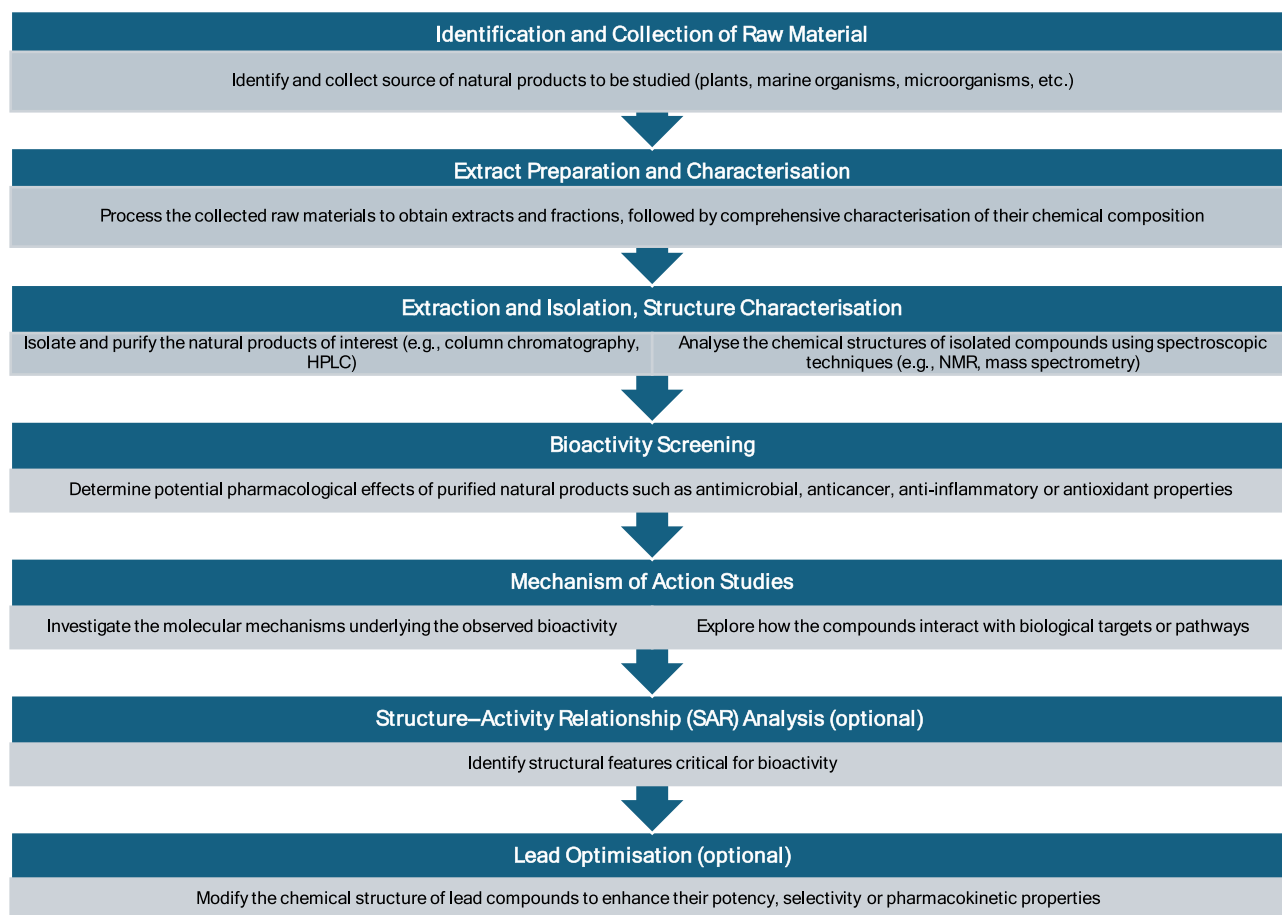 Identification and Collection of Raw Material
Identify and collect source of natural products to be studied (plants, marine organisms, microorganisms, etc.)
Extract Preparation and Characterisation
Process the collected raw materials to obtain extracts and fractions, followed by comprehensive characterisation of their chemical composition
Extraction and Isolation, Structure Characterisation
Isolate and purify the natural products of interest (e.g., column chromatography,
HPLC)
Analyse the chemical structures of isolated compounds using spectroscopic
techniques (e.g., NMR, mass spectrometry)
Bioactivity Screening
Determine potential pharmacological effects of purified natural products such as antimicrobial, anticancer, anti-inflammatory or antioxidant properties
Mechanism of Action Studies
Investigate the molecular mechanisms underlying the observed bioactivity
Explore how the compounds interact with biological targets or pathways
Structure–Activity Relationship (SAR) Analysis (optional)
Identify structural features critical for bioactivity
Lead Optimisation (optional)
Modify the chemical structure of lead compounds to enhance their potency, selectivity or pharmacokinetic properties